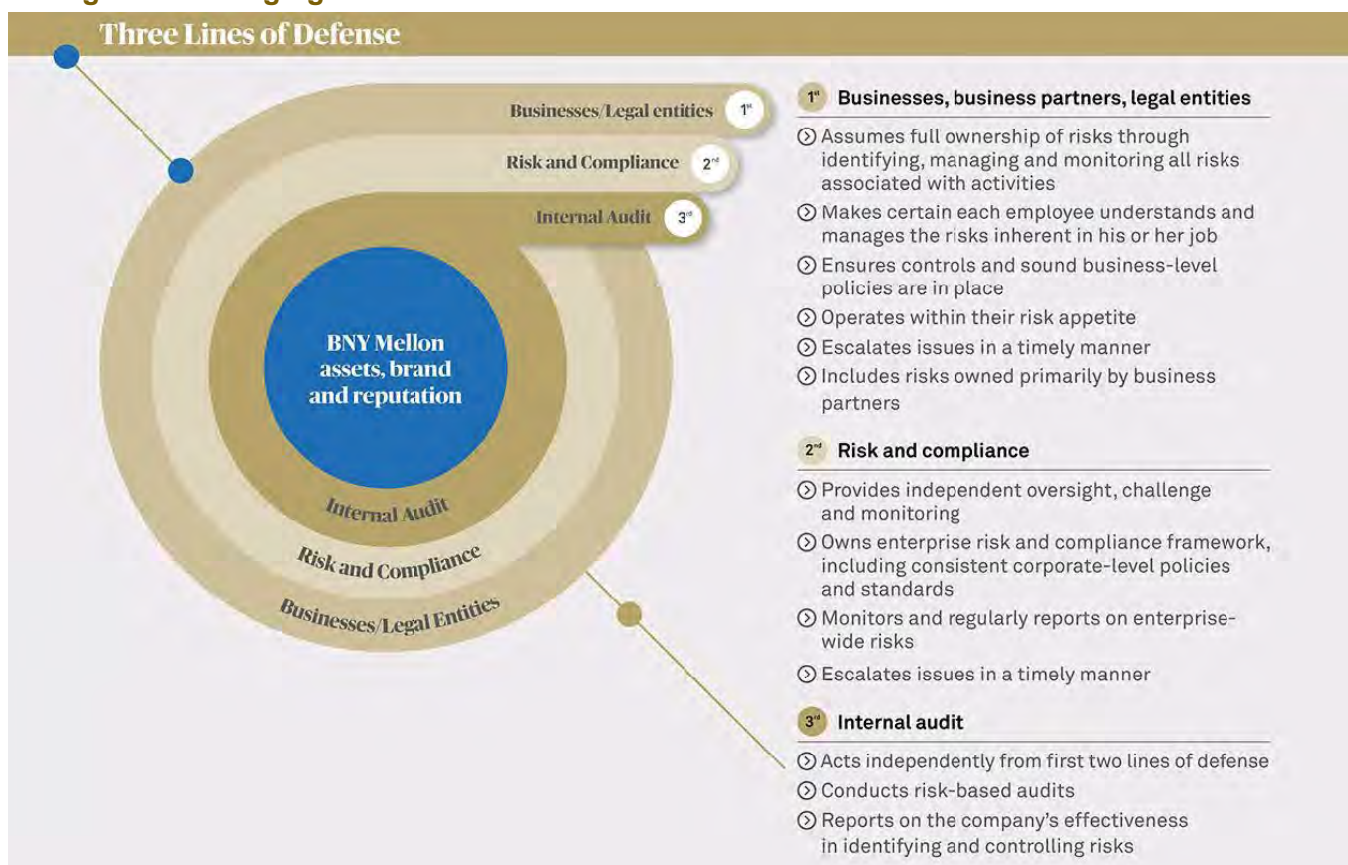 Three Lines of Defense
Businesses/Legal entities 1st
Risk and Compliance 2nd
Internal Audit 3rd
BNY Mellon
assets, brand
and reputation
Internal Audit
Risk and Compliance
Businesses/Legal Entities
1st Businesses, business partners, legal entities
Assumes full ownership of risks through
identifying, managing and monitoring all risks
associated with activities
Makes certain each employee understands and
manages the risks inherent in his or her job
Ensures controls and sound business-level
policies are in place
Operates within their risk appetite
Escalates issues in a timely manner
Includes risks owned primarily by business
partners
2nd Risk and compliance
Provides independent oversight, challenge
and monitoring
Owns enterprise risk and compliance framework,
including consistent corporate-level policies
and standards
Monitors and regularly reports on enterprise-
wide risks
Escalates issues in a timely manner
3rd Internal audit
Acts independently from first two lines of defense
Conducts risk-based audits
Reports on the company's effectiveness
in identifying and controlling risks